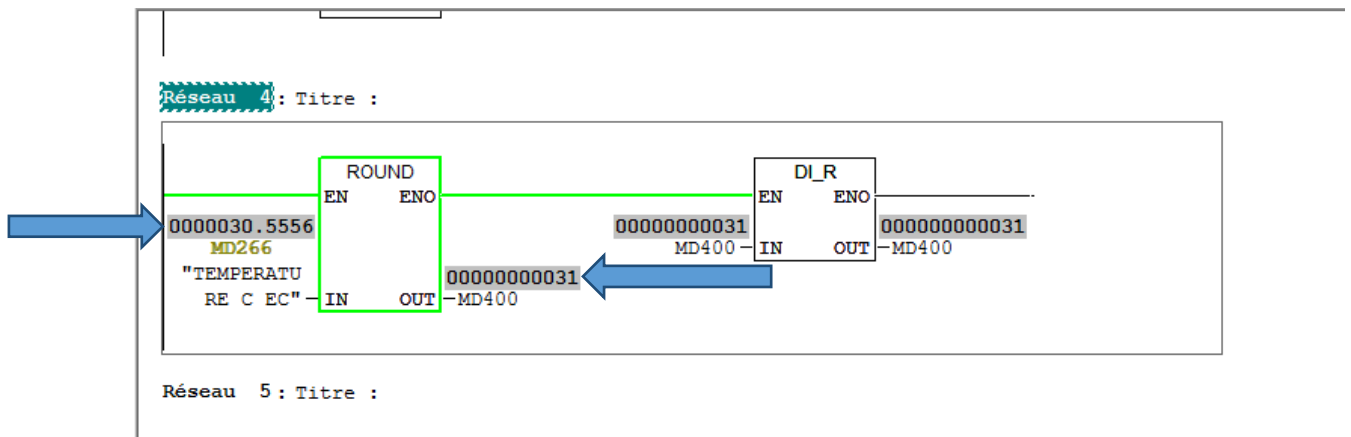 Réseau 4 : Titre :
ROUND DI_R
EN ENO EN ENO
0000030.5556 00000000031 000000000031
MD266 MD400 IN OUT MD400
"TEMPERATU 00000000031
RE C EC" IN OUT MD400
Réseau 5 : Titre :